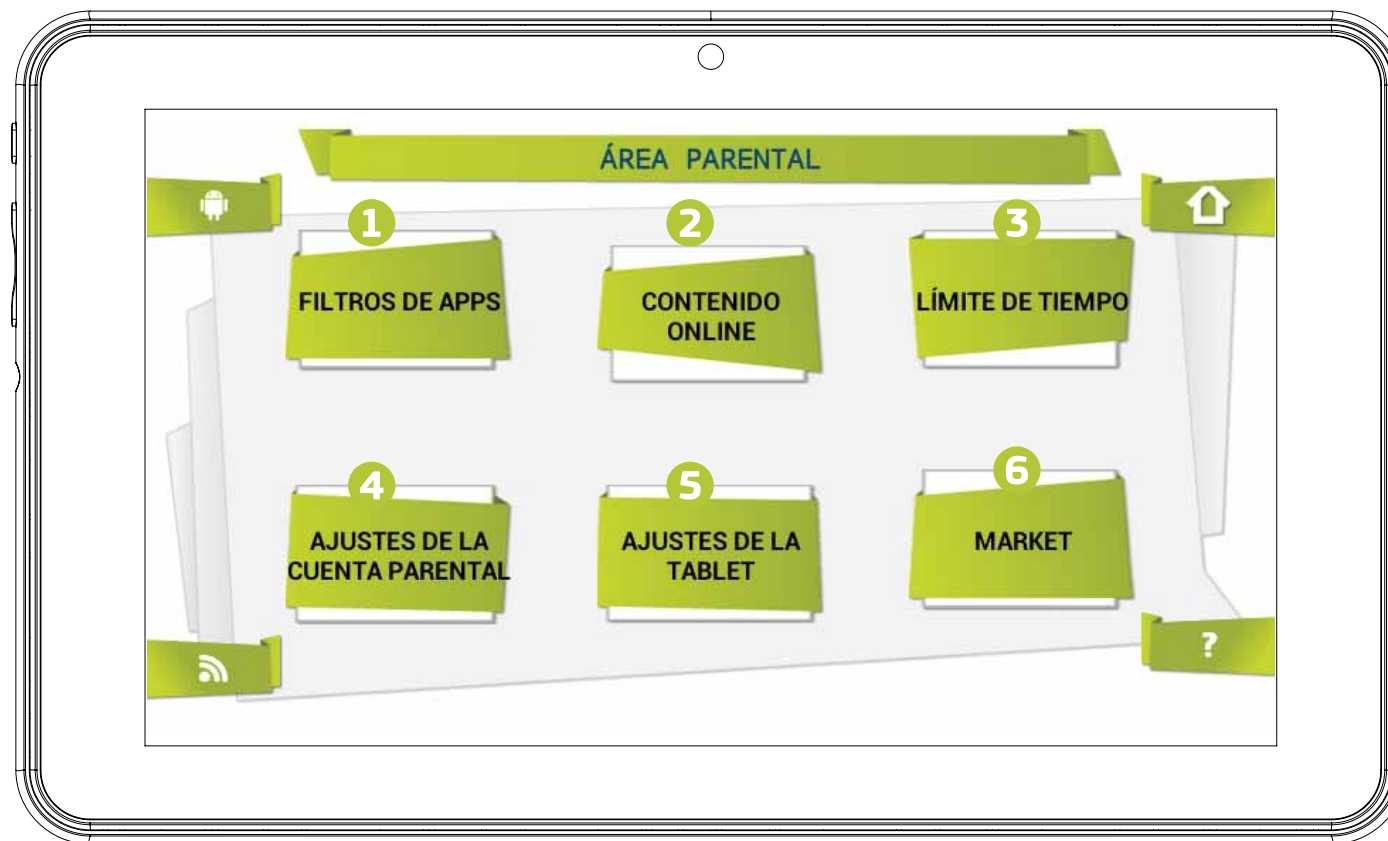 ÁREA PARENTAL
1
FILTROS DE APPS
2
CONTENIDO
ONLINE
3
LÍMITE DE TIEMPO
4
AJUSTES DE LA
CUENTA PARENTAL
5
AJUSTES DE LA
TABLET
6
MARKET
?